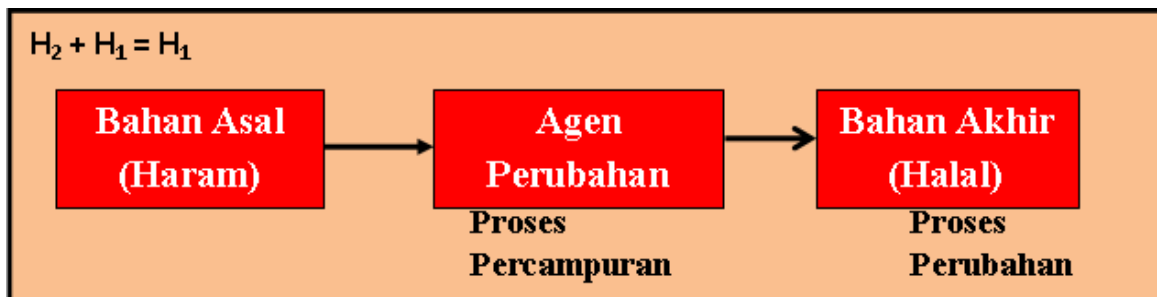 H₂ + H₁ = H₁
Bahan Asal
(Haram)
Agen
Perubahan
Bahan Akhir
(Halal)
Proses
Percampuran
Proses
Perubahan